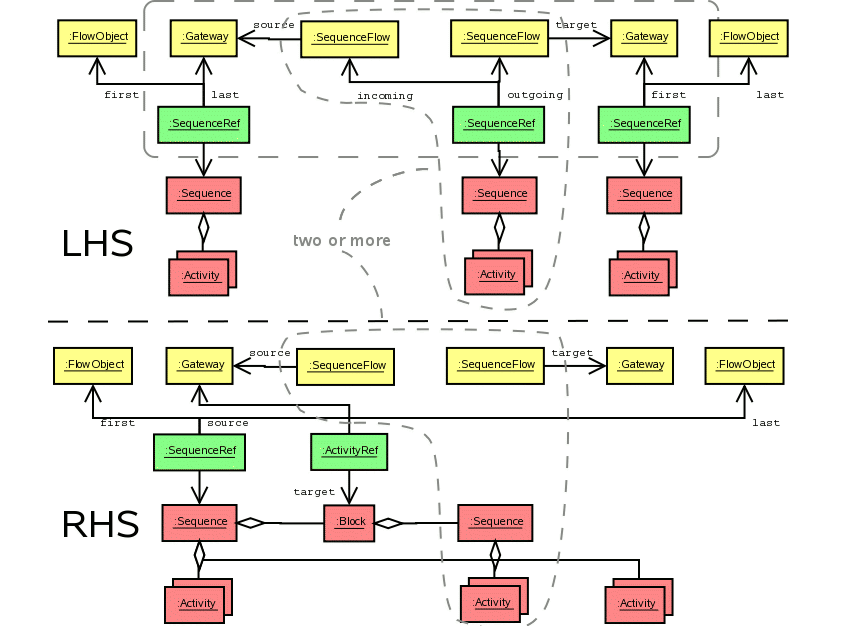 source
target
:FlowObject
:Gateway
:SequenceFlow
:SequenceFlow
:Gateway
:FlowObject
first
last
incoming
outgoing
first
last
:SequenceRef
:SequenceRef
:SequenceRef
:Sequence
:Sequence
:Sequence
LHS
two or more
:Activity
:Activity
:Activity
source
target
:FlowObject
:Gateway
:SequenceFlow
:SequenceFlow
:Gateway
:FlowObject
first
source
last
:SequenceRef
:ActivityRef
target
RHS
:Sequence
:Block
:Sequence
:Activity
:Activity
:Activity